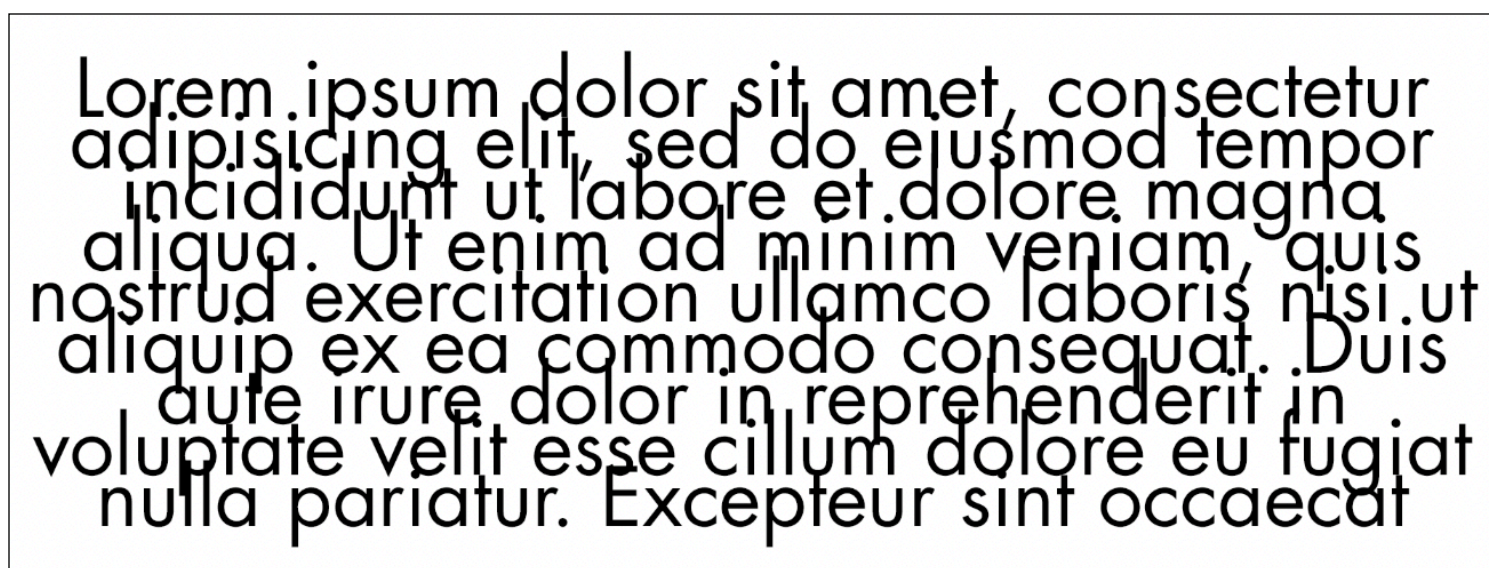 Lorem ipsum dolor sit amet, consectetur
adipisicing elit, sed do eiusmod tempor
incididunt ut labore et dolore magna
aliqua. Ut enim ad minim veniam, quis
nostrud exercitation ullamco laboris nisi ut
aliquip ex ea commodo consequat. Duis
aute irure dolor in reprehenderit in
voluptate velit esse cillum dolore eu fugiat
nulla pariatur. Excepteur sint occaecat